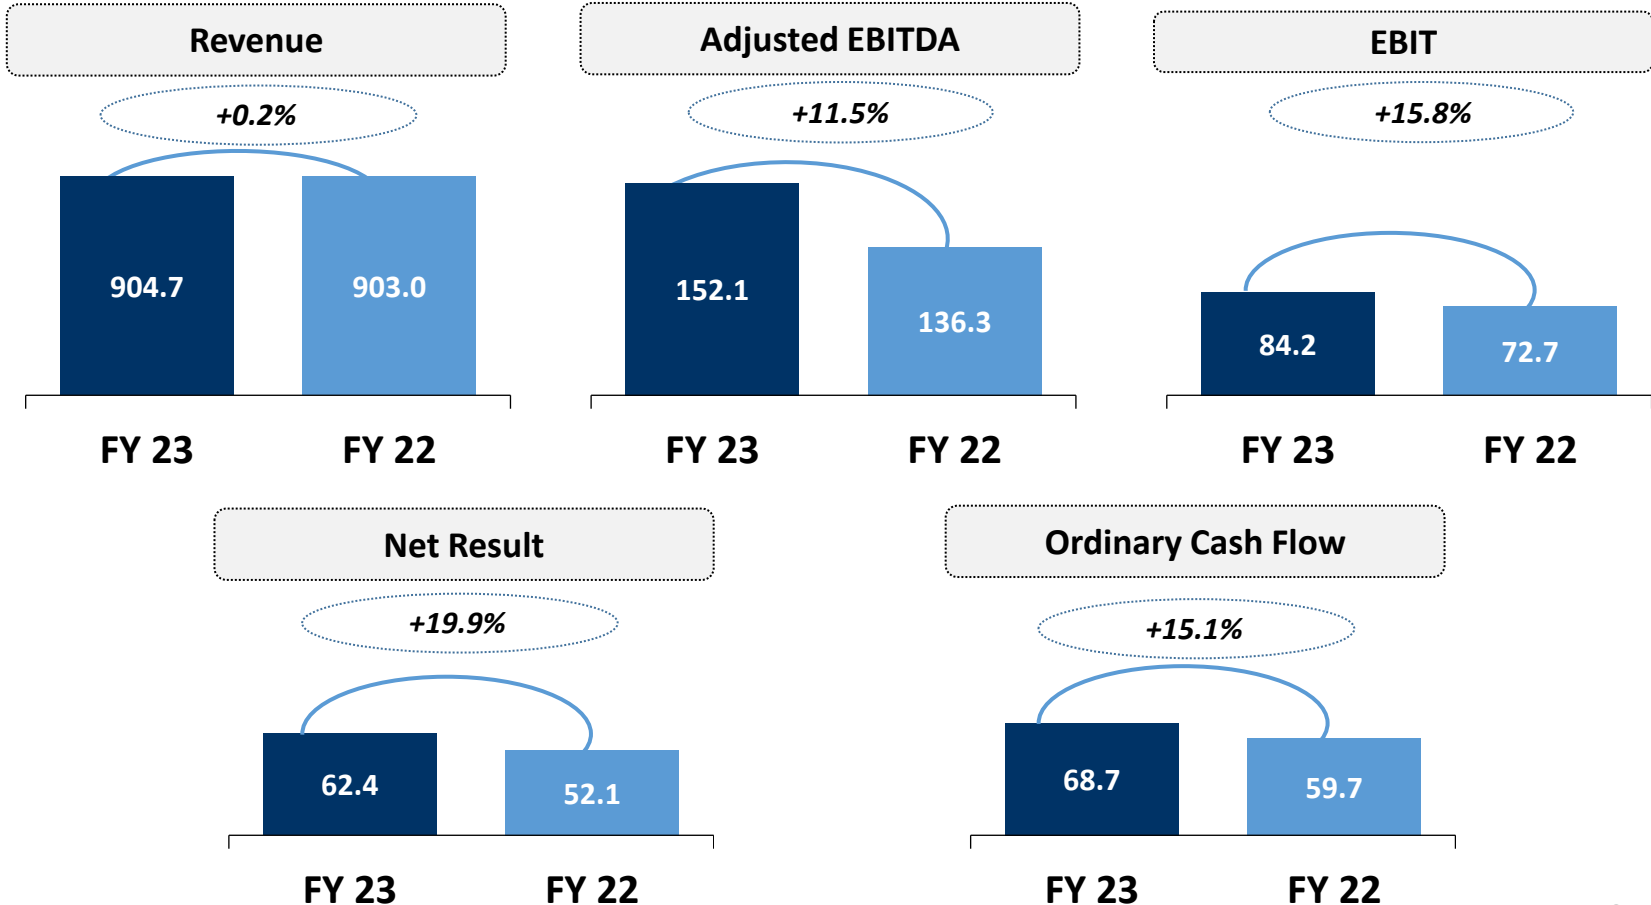 Revenue
Adjusted EBITDA
EBIT
+0.2%
+11.5%
+15.8%
904.7
903.0
152.1
136.3
84.2
72.7
FY 23
FY 22
FY 23
FY 22
FY 23
FY 22
Net Result
Ordinary Cash Flow
+19.9%
+15.1%
62.4
52.1
68.7
59.7
FY 23
FY 22
FY 23
FY 22